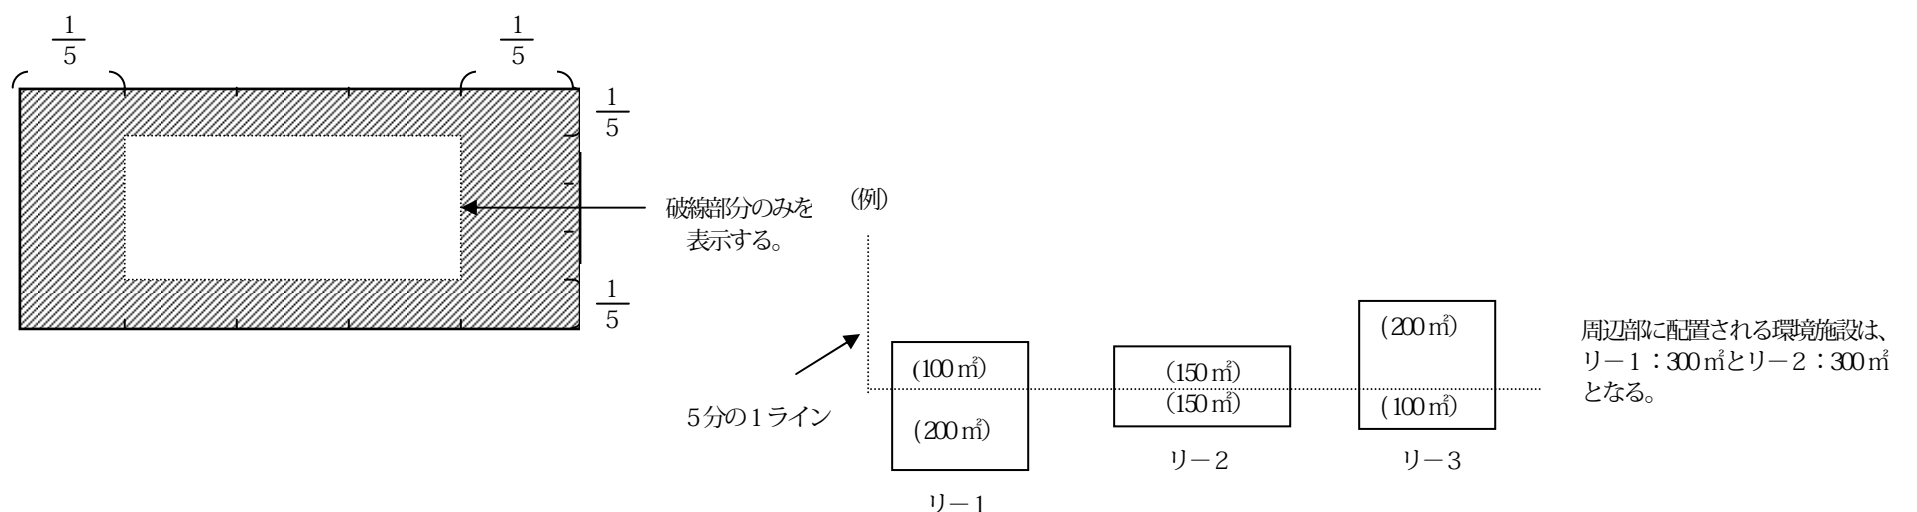 1
5
1
5
1
5
1
5
破線部分のみを
表示する。
(例)
5分の1ライン
(100㎡)
(200㎡)
リ－1
(150㎡)
(150㎡)
リ－2
(200㎡)
(100㎡)
リ－3
周辺部に配置される環境施設は、
リ－1：300㎡とリ－2：300㎡
となる。